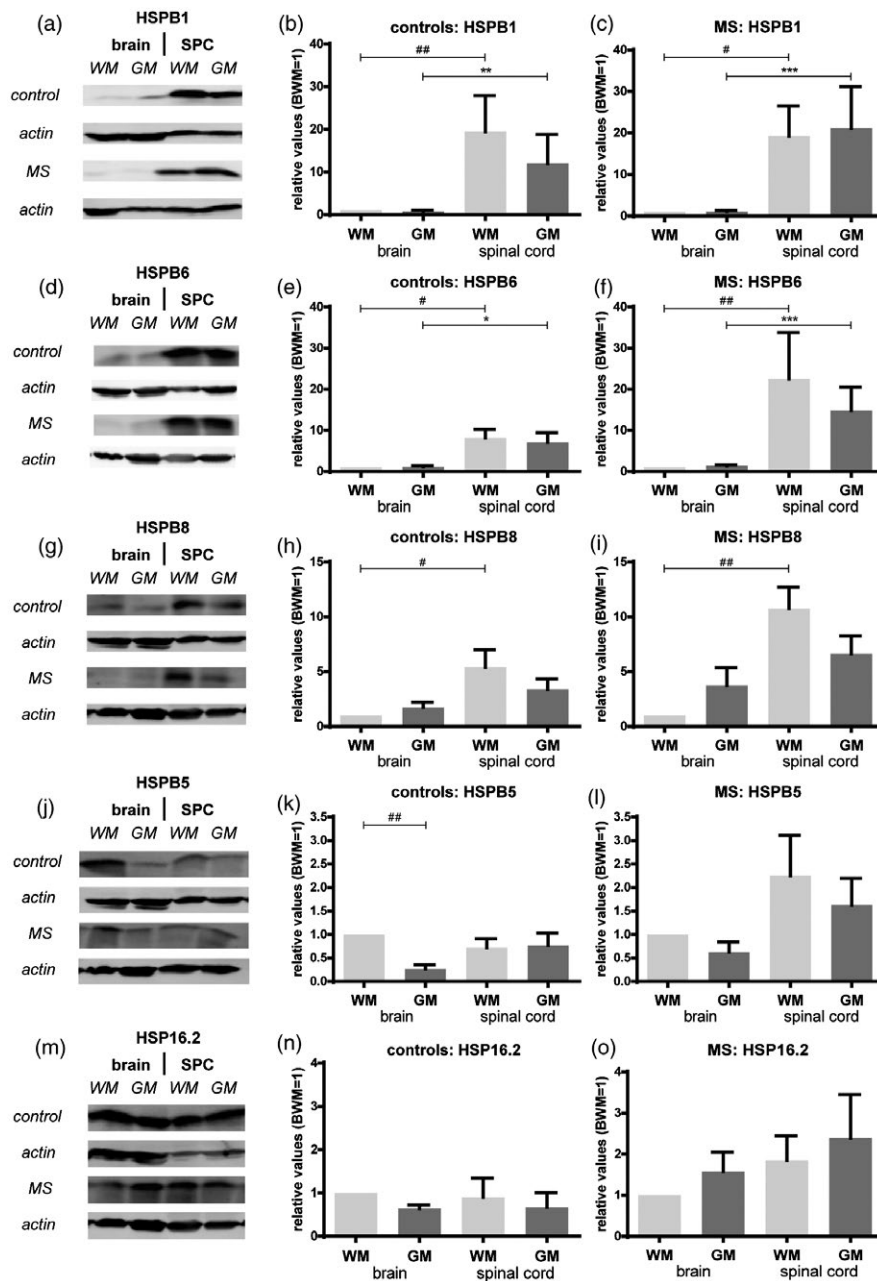 HSPB1
(a)
brain | SPC
WM GM WM GM
control
actin
MS
actin
(b)
controls: HSPB1
relative values (BWM=1)
40
30
20
10
0
##
**
WM GM WM GM
brain spinal cord
(c)
MS: HSPB1
relative values (BWM=1)
40
30
20
10
0
#
***
WM GM WM GM
brain spinal cord
HSPB6
(d)
brain | SPC
WM GM WM GM
control
actin
MS
actin
(e)
controls: HSPB6
relative values (BWM=1)
40
30
20
10
0
#
*
WM GM WM GM
brain spinal cord
(f)
MS: HSPB6
relative values (BWM=1)
40
30
20
10
0
##
***
WM GM WM GM
brain spinal cord
HSPB8
(g)
brain | SPC
WM GM WM GM
control
actin
MS
actin
(h)
controls: HSPB8
relative values (BWM=1)
15
10
5
0
#
WM GM WM GM
brain spinal cord
(i)
MS: HSPB8
relative values (BWM=1)
15
10
5
0
##
WM GM WM GM
brain spinal cord
HSPB5
(j)
brain | SPC
WM GM WM GM
control
actin
MS
actin
(k)
controls: HSPB5
relative values (BWM=1)
3.5
3.0
2.5
2.0
1.5
1.0
0.5
0.0
##
WM GM WM GM
brain spinal cord
(l)
MS: HSPB5
relative values (BWM=1)
3.5
3.0
2.5
2.0
1.5
1.0
0.5
0.0
WM GM WM GM
brain spinal cord
HSP16.2
(m)
brain | SPC
WM GM WM GM
control
actin
MS
actin
(n)
controls: HSP16.2
relative values (BWM=1)
4
3
2
1
0
WM GM WM GM
brain spinal cord
(o)
MS: HSP16.2
relative values (BWM=1)
4
3
2
1
0
WM GM WM GM
brain spinal cord